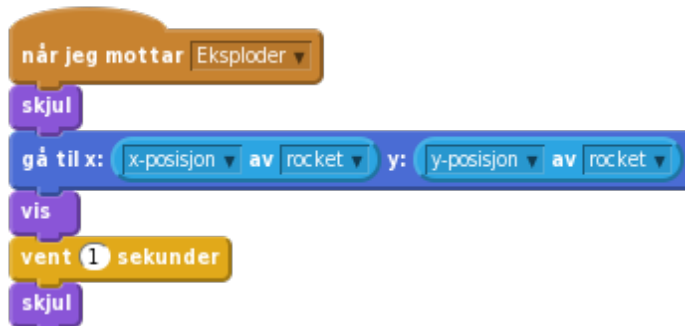 når jeg mottar Eksploder
skjul
gå til x: x-posisjon av rocket y: y-posisjon av rocket
vis
vent 1 sekunder
skjul